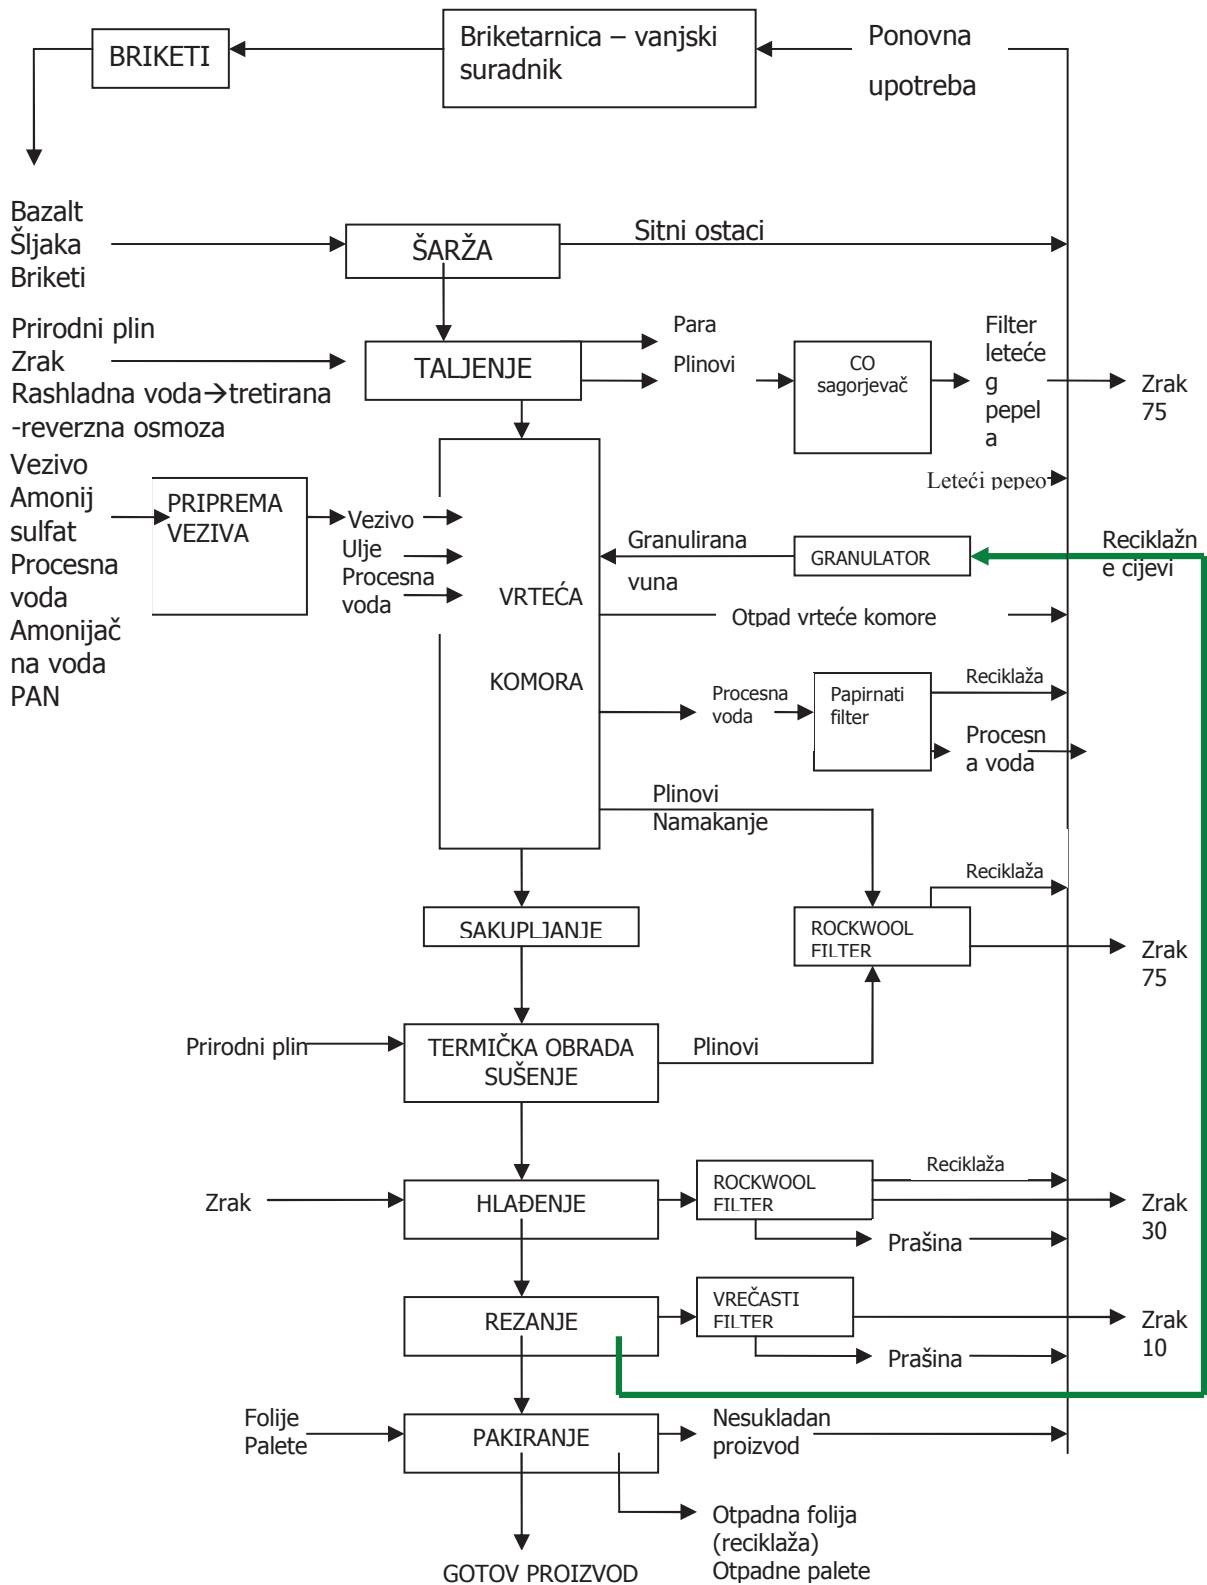 BRIKETI
Briketarnica – vanjski
suradnik
Ponovna
upotreba
Bazalt
Šljaka
Briketi
ŠARŽA
Sitni ostaci
Prirodni plin
Zrak
Rashladna voda→tretirana
-reverzna osmoza
TALJENJE
Para
Plinovi
CO
sagorjevač
Filter
leteće
g
pepel
a
Zrak
75
Leteći pepeo
Vezivo
Amonij
sulfat
Procesna
voda
Amonijač
na voda
PAN
PRIPREMA
VEZIVA
Vezivo
Ulje
Procesna
voda
VRTEĆA
KOMORA
Granulirana
vuna
GRANULATOR
Reciklažn
e cijevi
Otpad vrteće komore
Procesna
voda
Papirnati
filter
Reciklaža
Procesn
a voda
Plinovi
Namakanje
Reciklaža
SAKUPLJANJE
ROCKWOOL
FILTER
Zrak
75
Prirodni plin
TERMIČKA OBRADA
SUŠENJE
Plinovi
Zrak
HLAĐENJE
ROCKWOOL
FILTER
Reciklaža
Prašina
Zrak
30
REZANJE
VREČASTI
FILTER
Prašina
Zrak
10
Folije
Palete
PAKIRANJE
Nesukladan
proizvod
Otpadna folija
(reciklaža)
Otpadne palete
GOTOV PROIZVOD